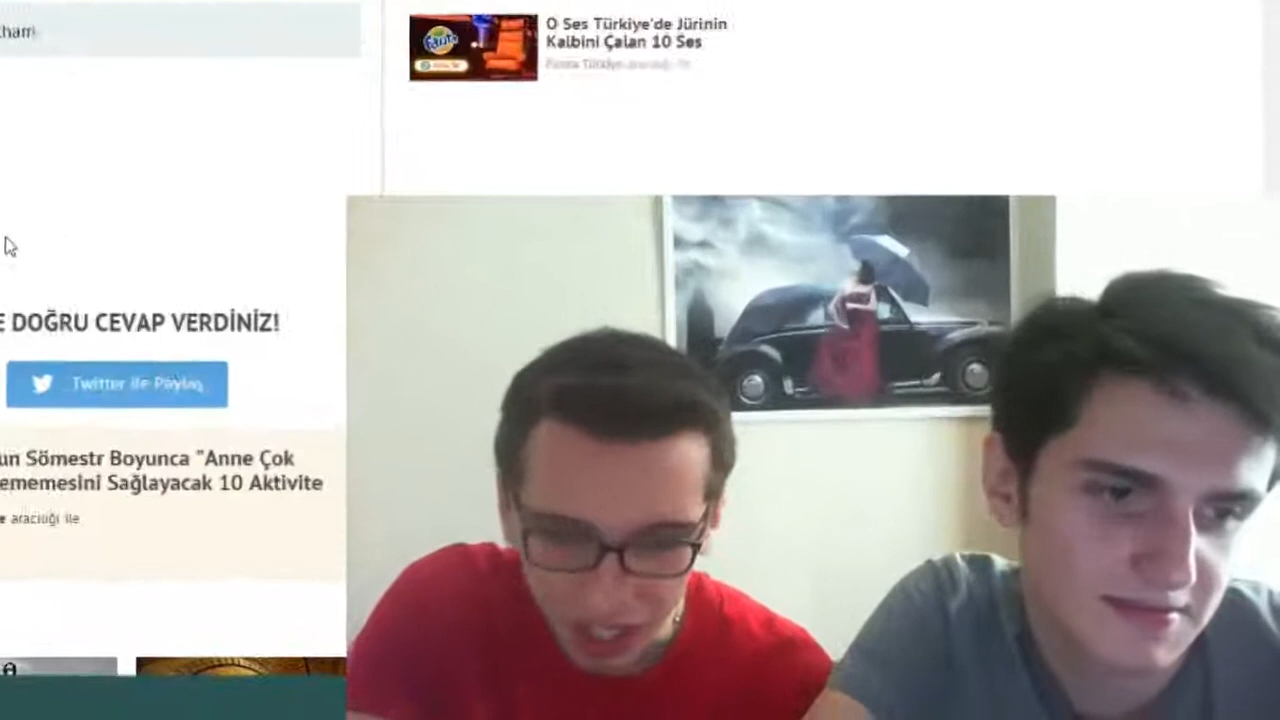 O Ses Türkiye'de Jürinin
Kalbini Çalan 10 Ses
Fanta
E DOĞRU CEVAP VERDİNİZ!
Twitter ile Paylaş
un Sömestr Boyunca "Anne Çok
ememesini Sağlayacak 10 Aktivite
e aracılığı ile